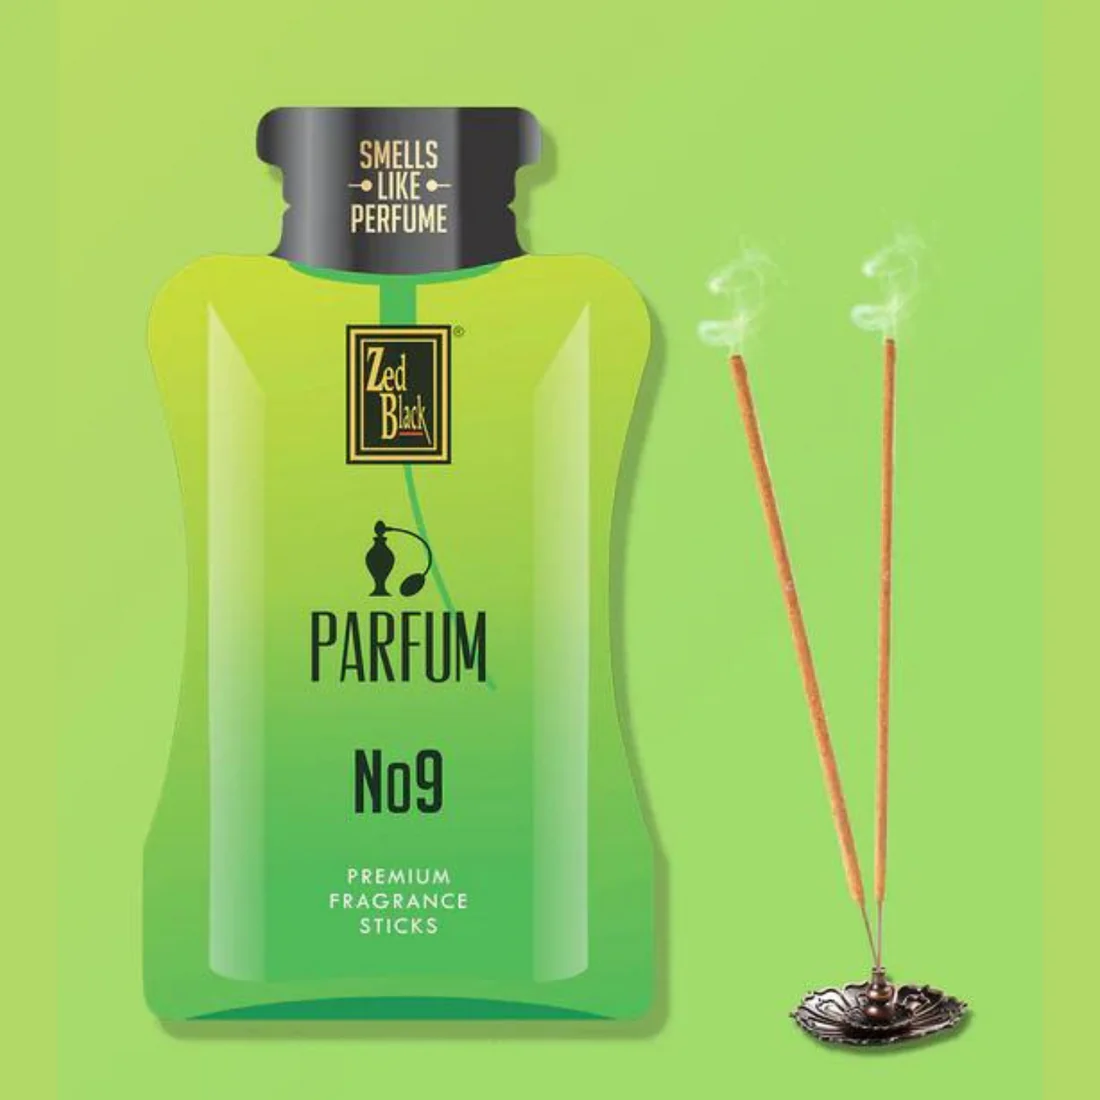 SMELLS
LIKE
PERFUME
Zed
Black
®
PARFUM
No9
PREMIUM
FRAGRANCE
STICKS